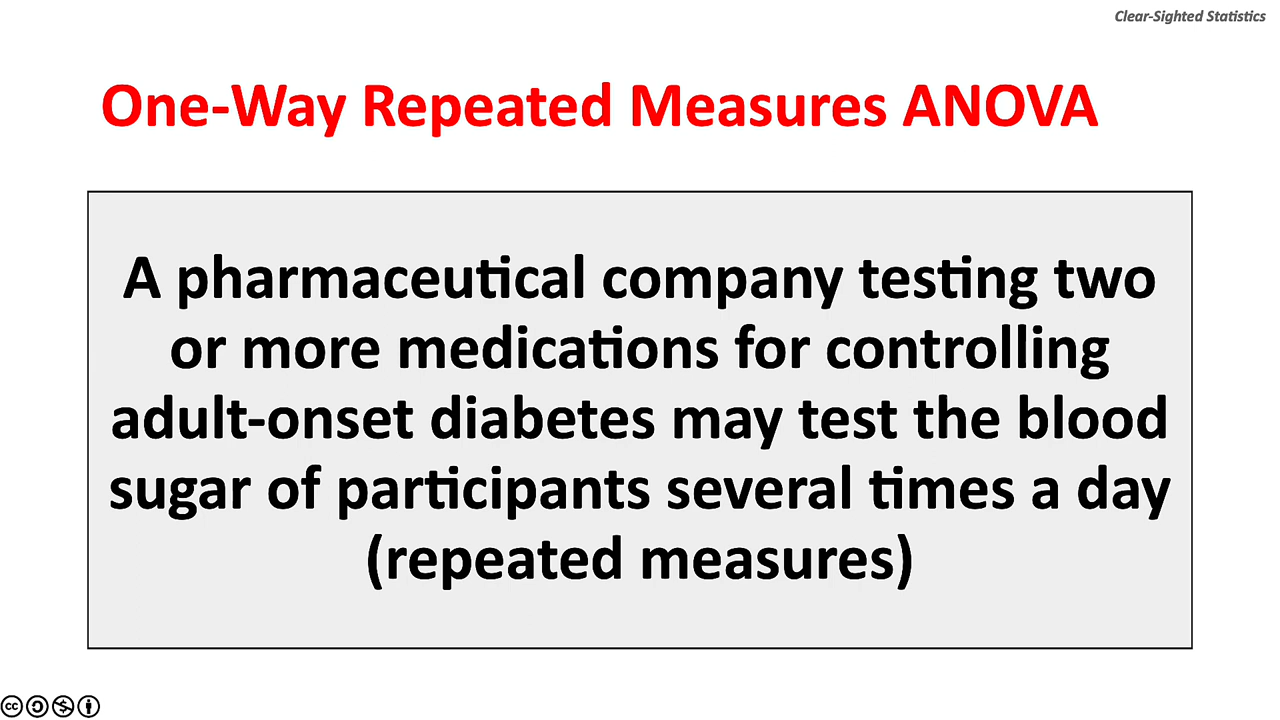 Clear-Sighted Statistics
One-Way Repeated Measures ANOVA
A pharmaceutical company testing two
or more medications for controlling
adult-onset diabetes may test the blood
sugar of participants several times a day
(repeated measures)